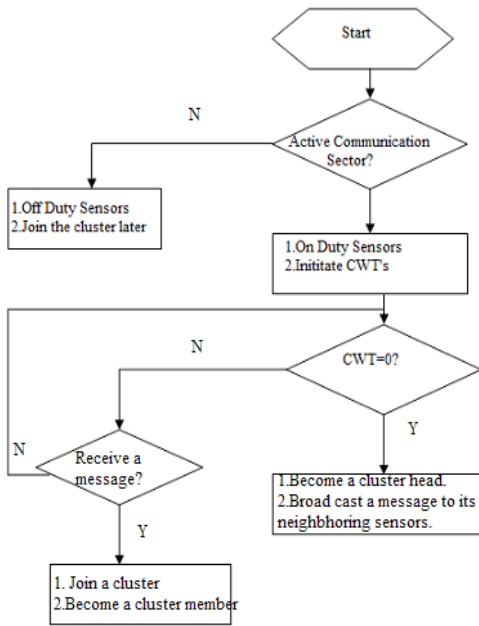 Start
N
Active Communication
Sector?
1.Off Duty Sensors
2.Join the cluster later
1.On Duty Sensors
2.Inititate CWT's
N
CWT=0?
Y
N
Receive a
message?
1.Become a cluster head.
2.Broad cast a message to its
neighbhoring sensors.
Y
1. Join a cluster
2.Become a cluster member